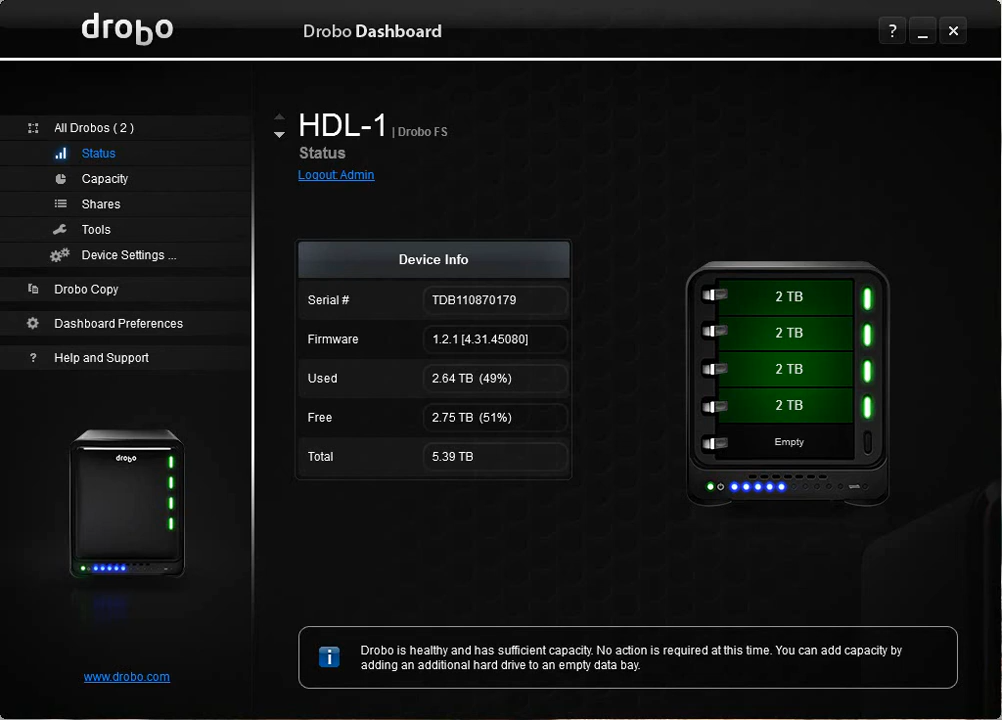 drobo
Drobo Dashboard
?
All Drobos ( 2 )
Status
Capacity
Shares
Tools
Device Settings ...
Drobo Copy
Dashboard Preferences
? Help and Support
drobo
www.drobo.com
HDL-1 | Drobo FS
Status
Logout Admin
Device Info
Serial # TDB110870179
Firmware 1.2.1 [4.31.45080]
Used 2.64 TB (49%)
Free 2.75 TB (51%)
Total 5.39 TB
2 TB
2 TB
2 TB
2 TB
Empty
Drobo is healthy and has sufficient capacity. No action is required at this time. You can add capacity by
adding an additional hard drive to an empty data bay.